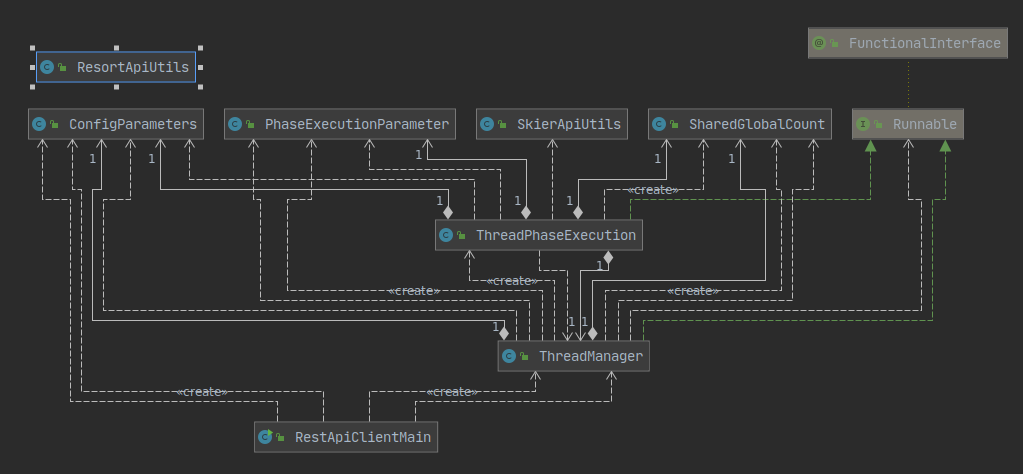 FunctionalInterface
ResortApiUtils
ConfigParameters
PhaseExecutionParameter
SkierApiUtils
SharedGlobalCount
Runnable
1
1
1
1
1
«create»
1
1
1
ThreadPhaseExecution
1
«create»
«create»
«create»
1
1
1
ThreadManager
«create»
«create»
RestApiClientMain